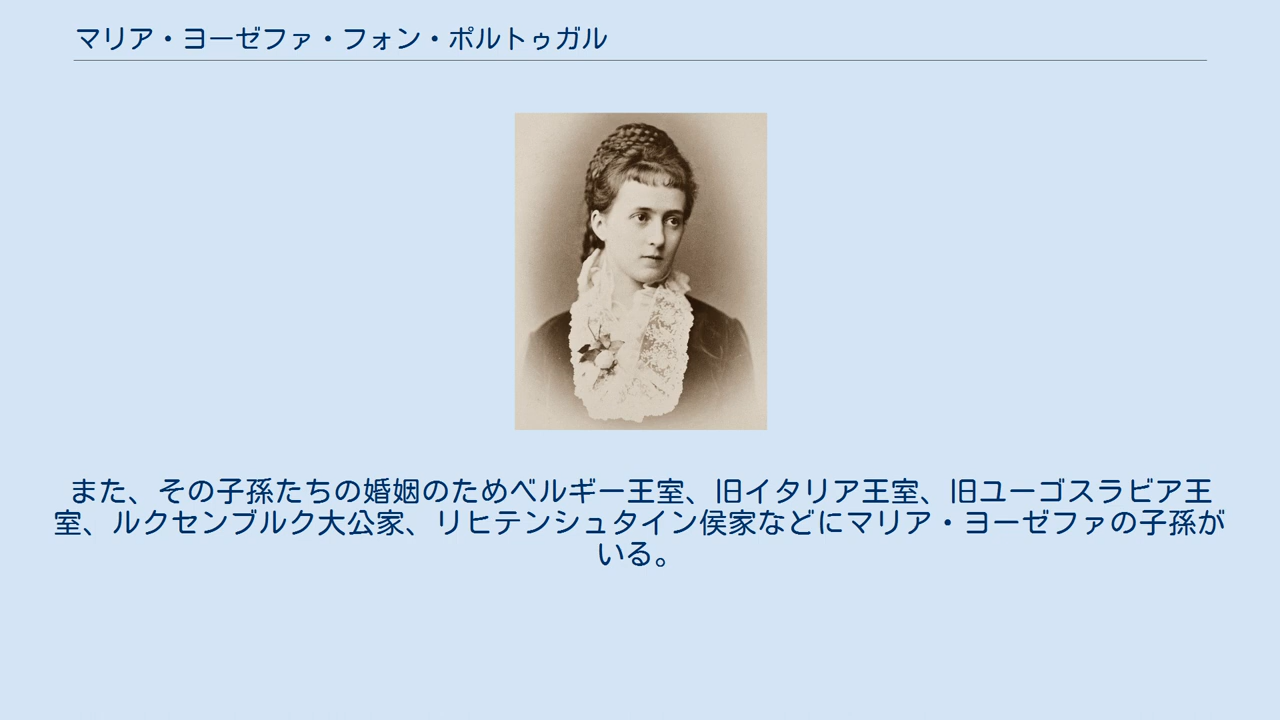 マリア・ヨーゼファ・フォン・ポルトゥガル
また、その子孫たちの婚姻のためベルギー王室、旧イタリア王室、旧ユーゴスラビア王
室、ルクセンブルク大公家、リヒテンシュタイン侯家などにマリア・ヨーゼファの子孫が
いる。